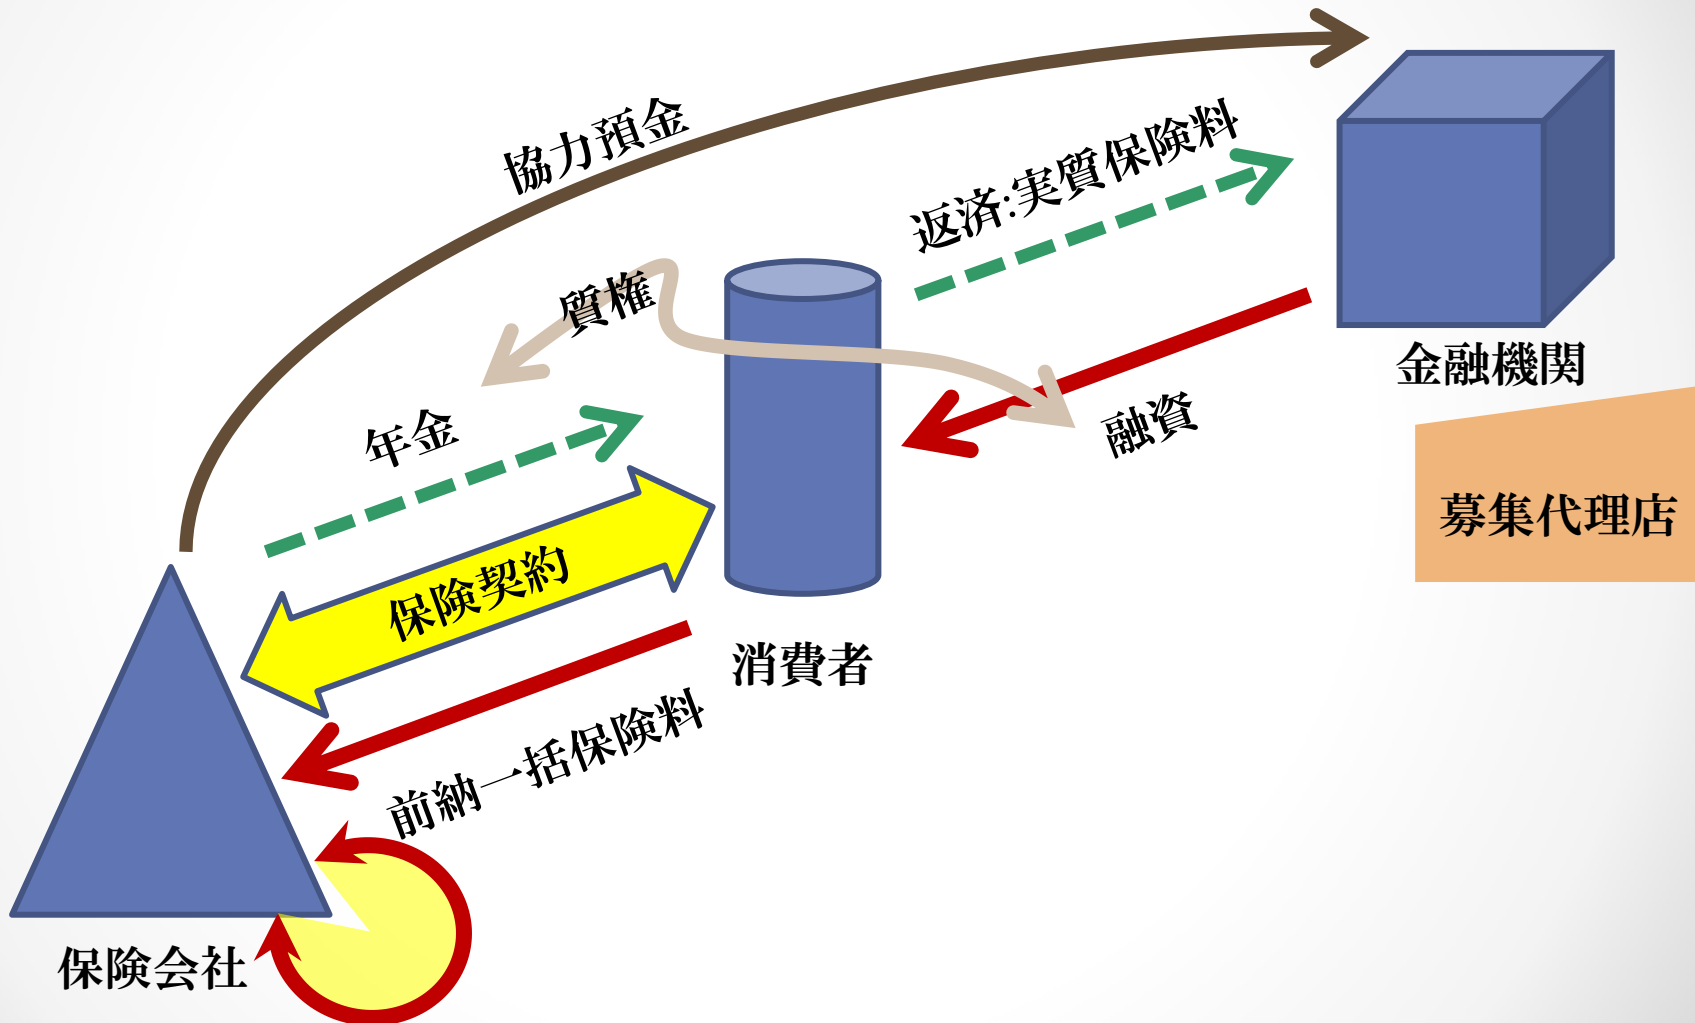 協力預金
返済:実質保険料
質権
金融機関
融資
年金
募集代理店
保険契約
消費者
前納一括保険料
保険会社